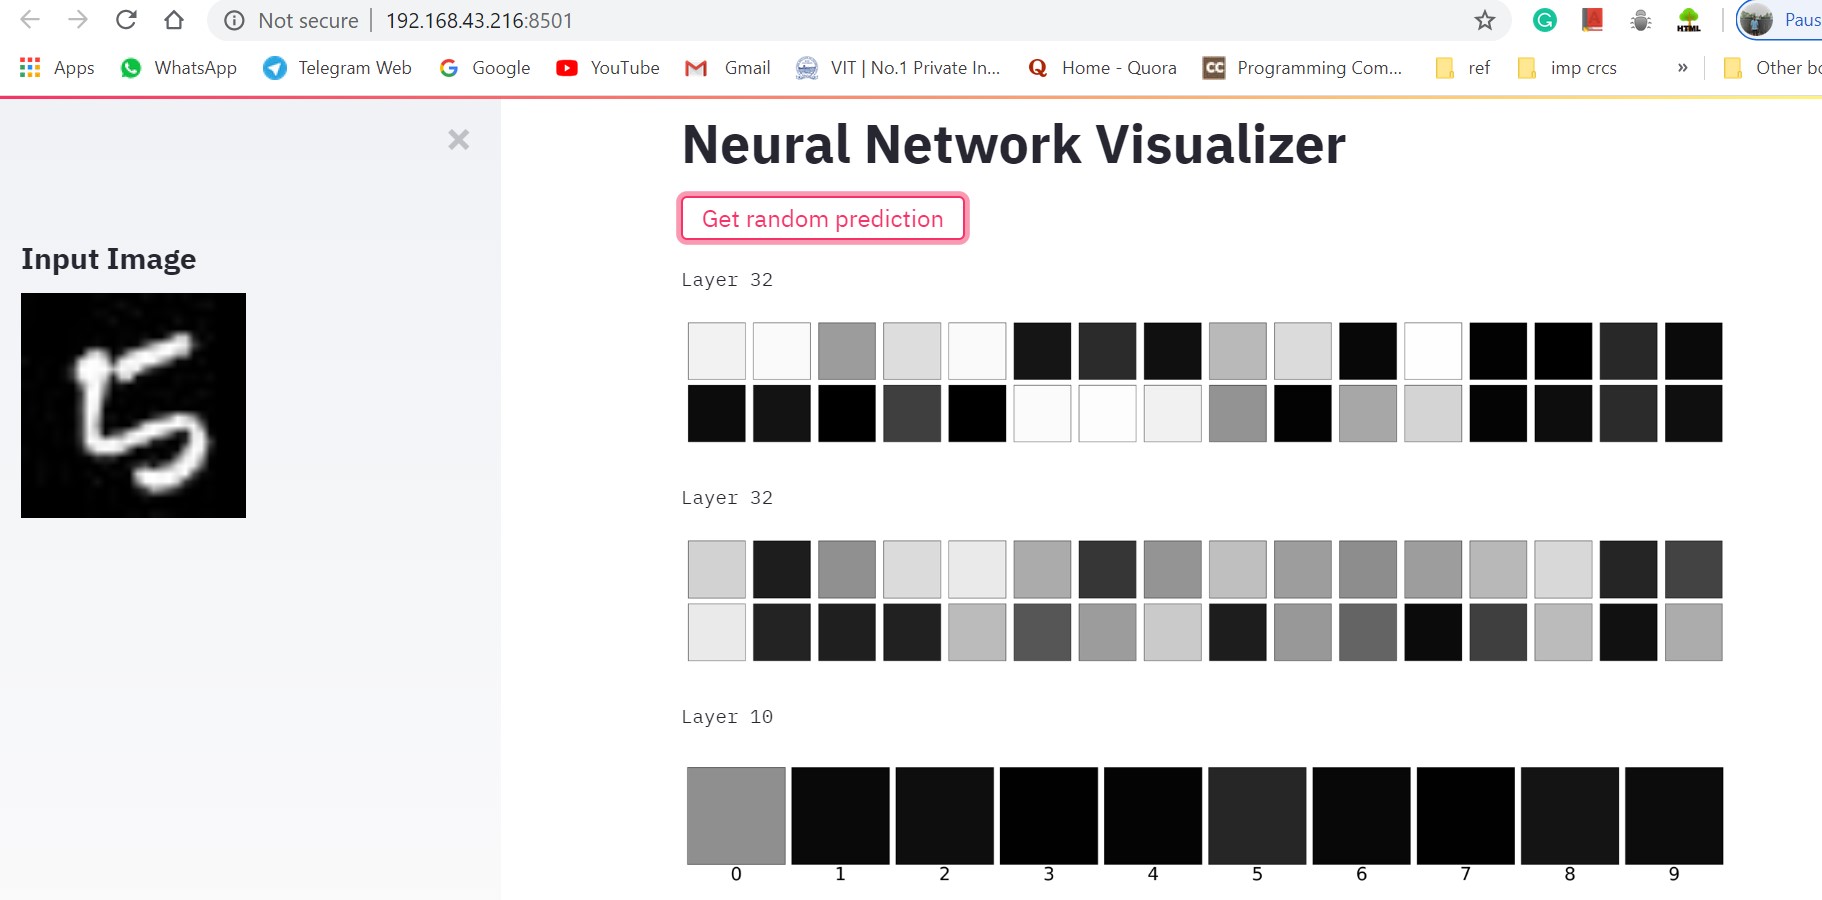 Not secure | 192.168.43.216:8501
Paus
Apps WhatsApp Telegram Web Google YouTube Gmail VIT | No.1 Private In... Home - Quora Programming Com... ref imp crcs » Other bo
Neural Network Visualizer
Get random prediction
Input Image
5
Layer 32
Layer 32
Layer 10
0 1 2 3 4 5 6 7 8 9